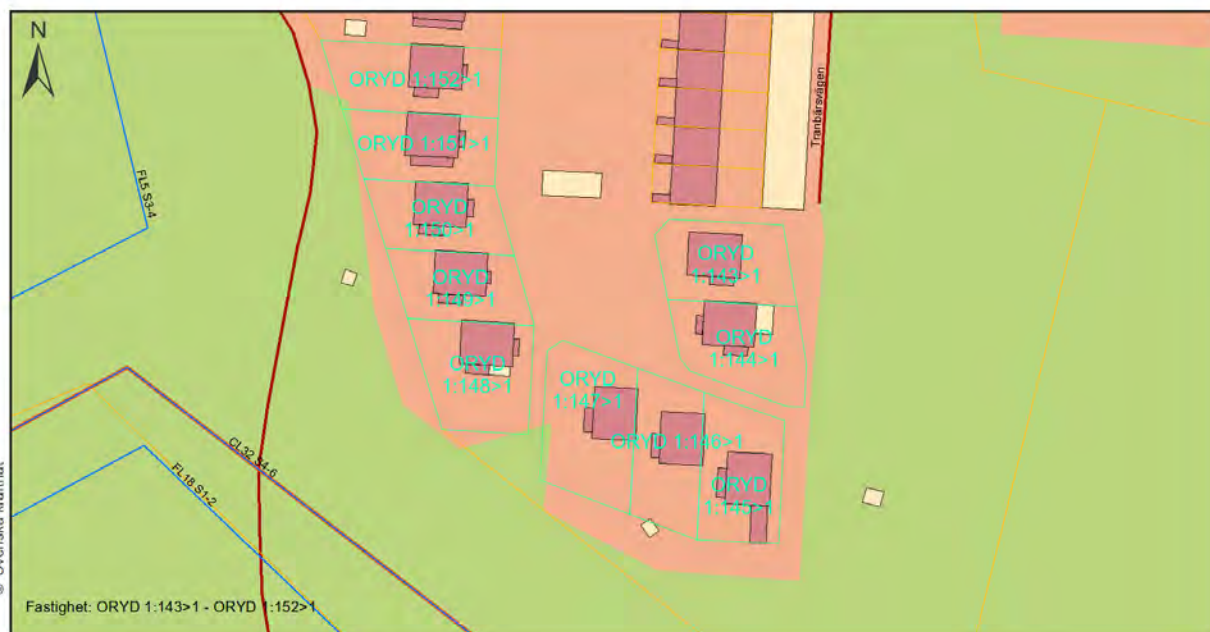 N
ORYD 1:152>1
ORYD 1:151>1
ORYD
1:150>1
ORYD
1:149>1
ORYD
1:148>1
ORYD
1:147>1
ORYD 1:146>1
ORYD
1:145>1
ORYD
1:143>1
ORYD
1:144>1
Tranbärsvägen
FL5 S3-4
CL32 S4-6
FL18 S1-2
Fastighet: ORYD 1:143>1 - ORYD 1:152>1
© Svenska kraftnät